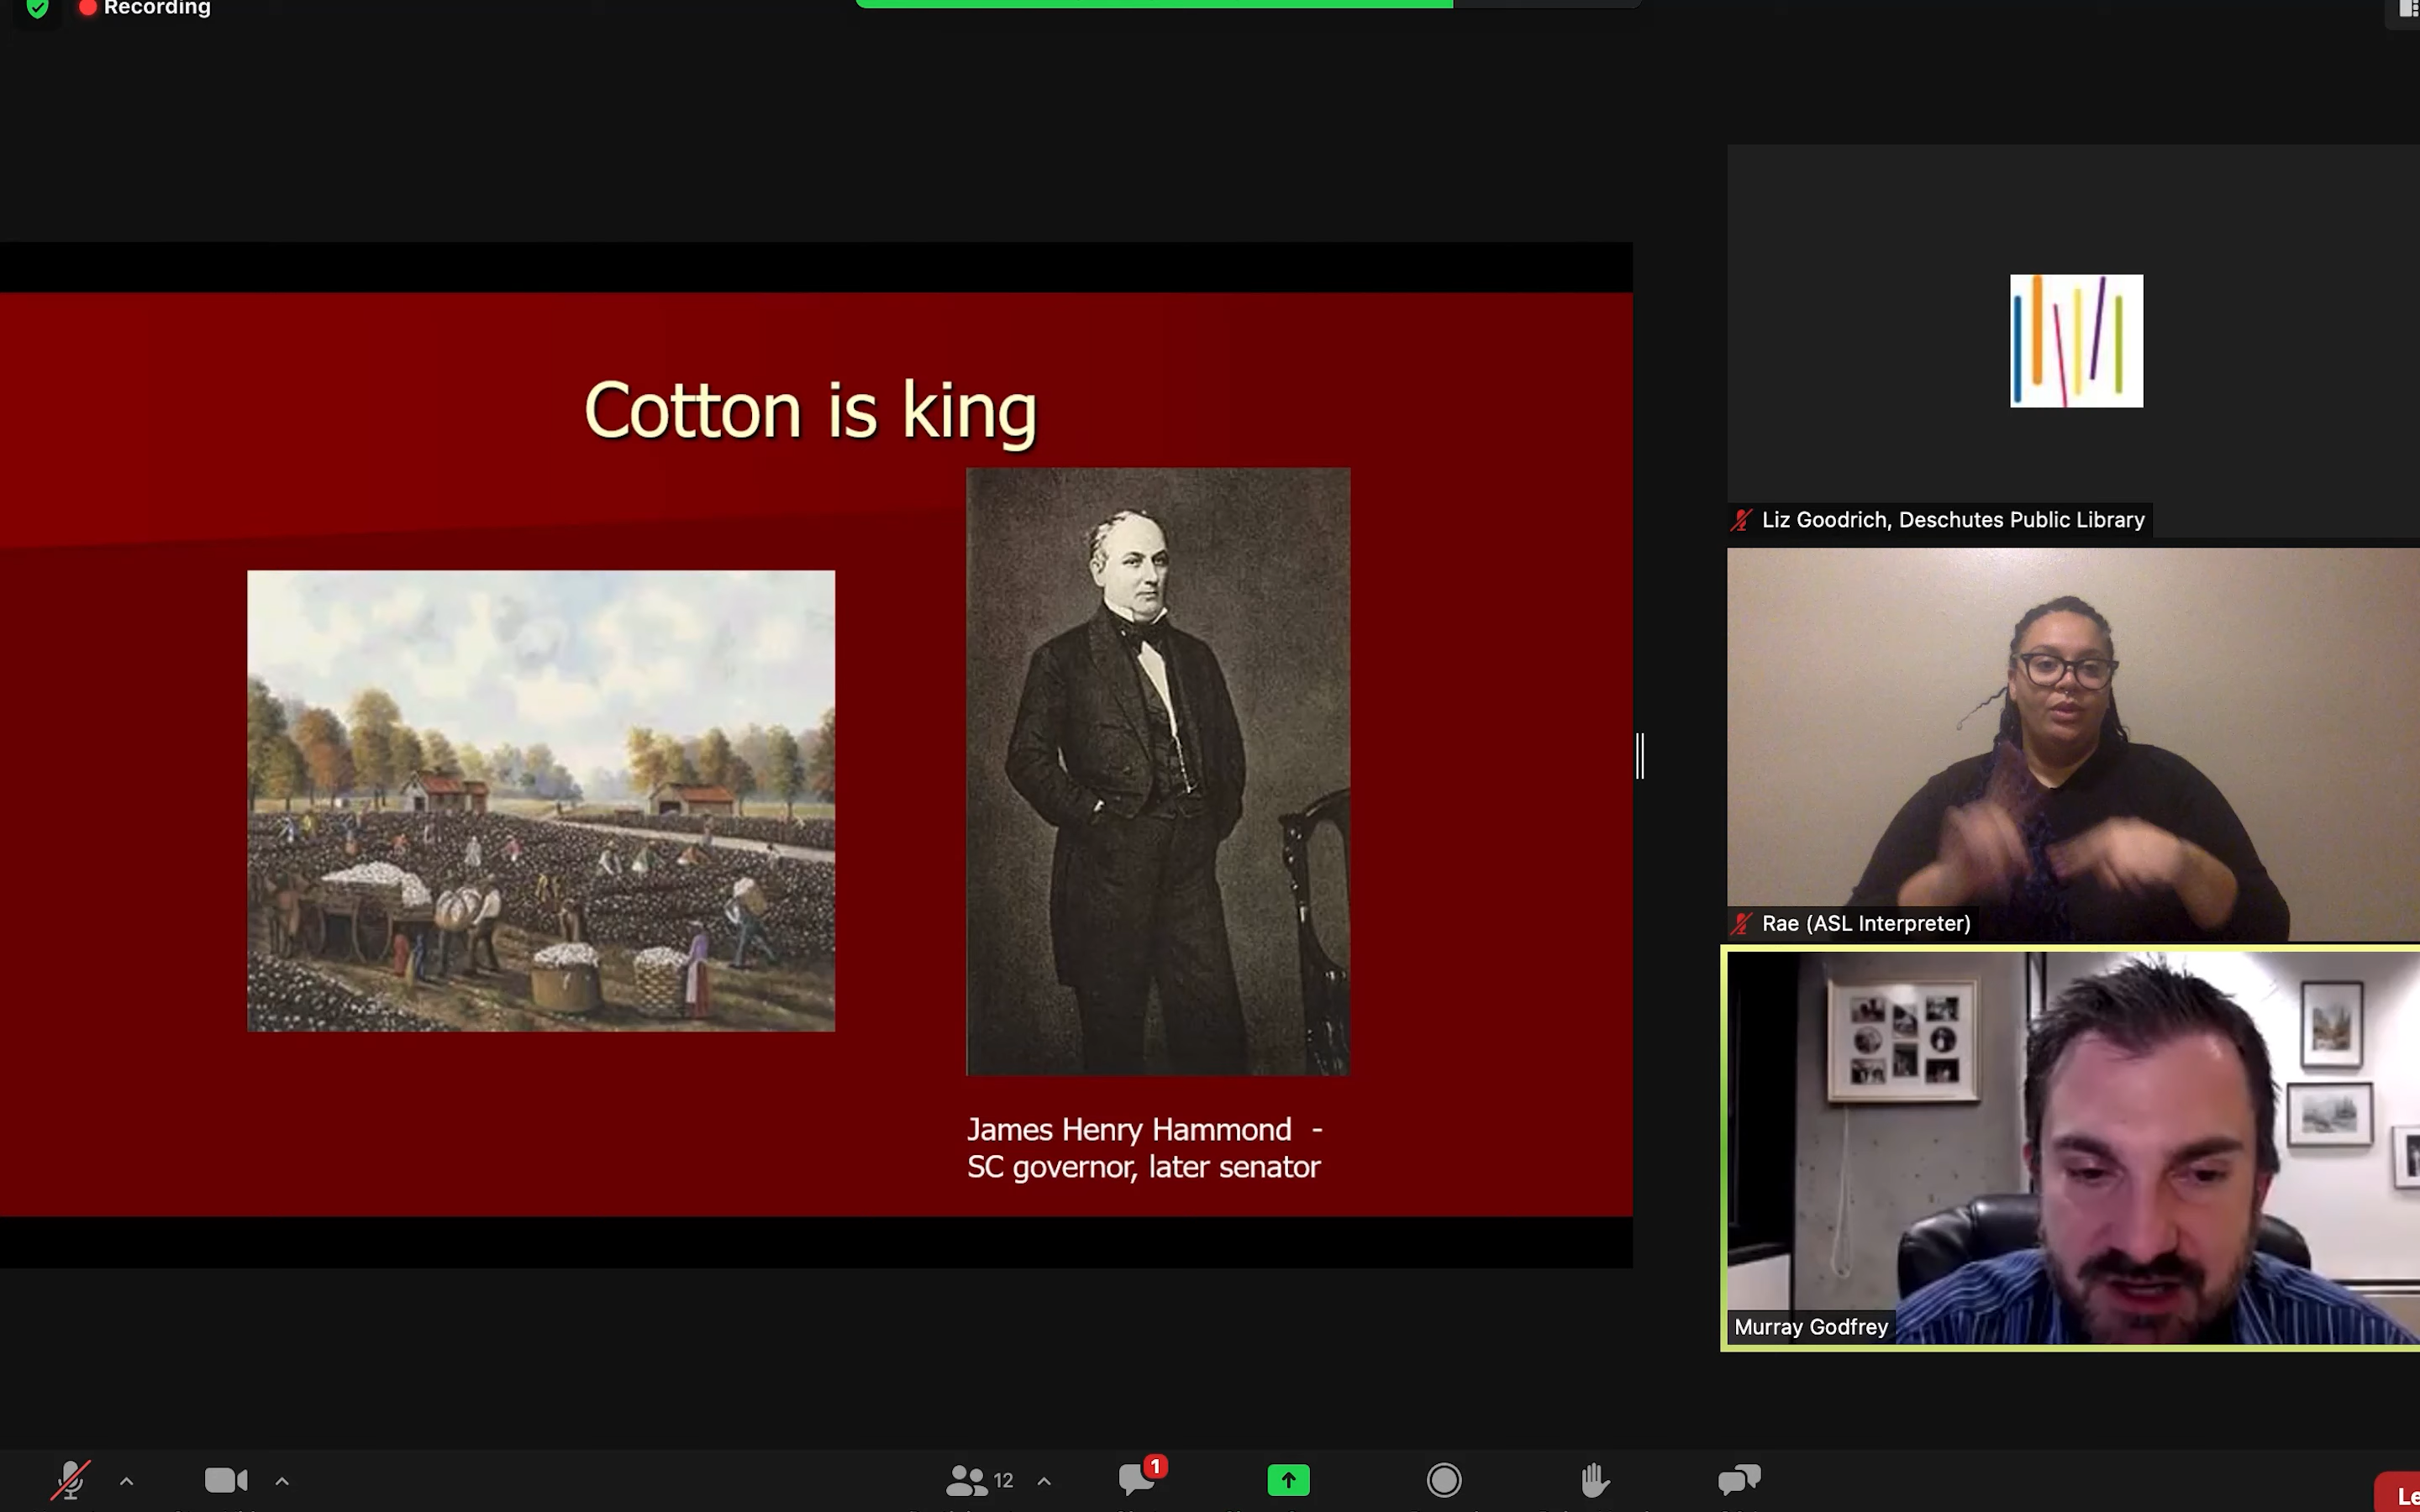 Recording
Cotton is king
James Henry Hammond -
SC governor, later senator
Liz Goodrich, Deschutes Public Library
Rae (ASL Interpreter)
Murray Godfrey
12
1